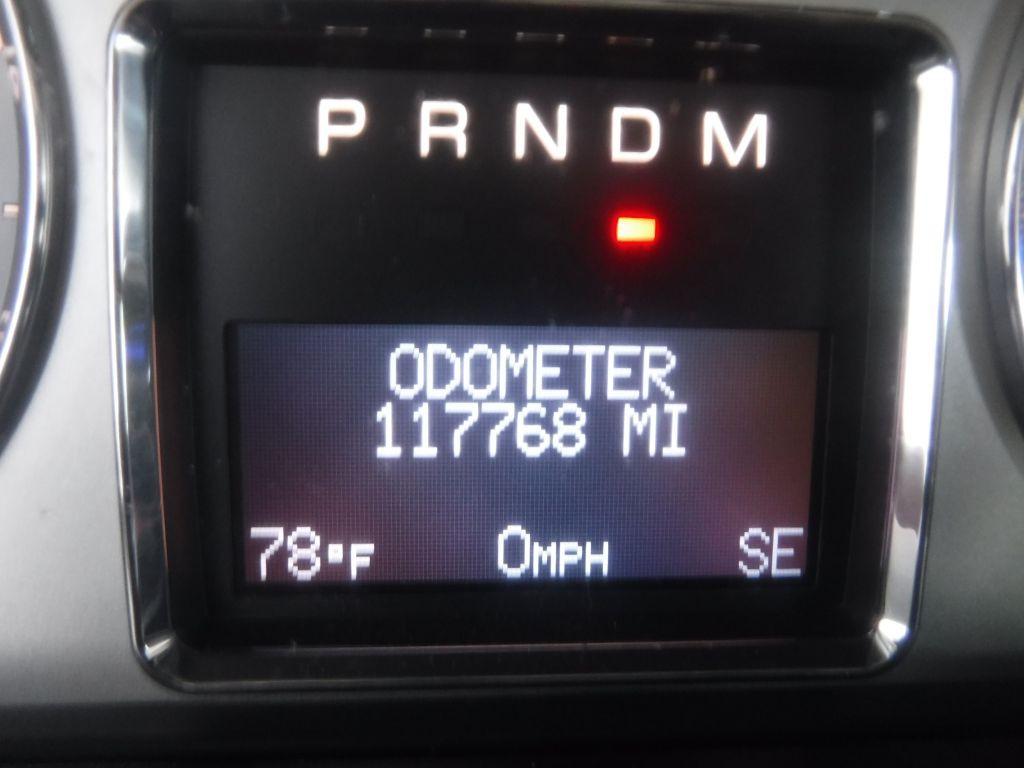 P R N D M
ODOMETER
117768 MI
78°F 0MPH SE